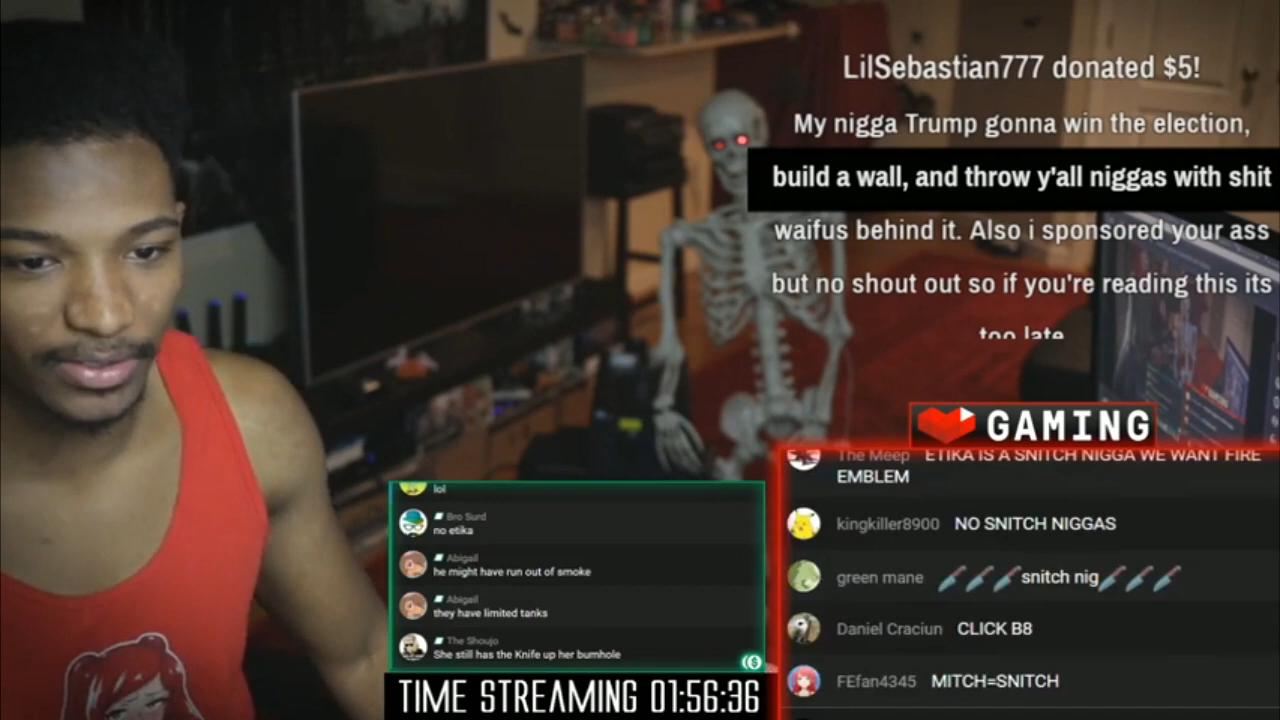 LilSebastian777 donated $5!
My nigga Trump gonna win the election,
build a wall, and throw y'all niggas with shit
waifus behind it. Also i sponsored your ass
but no shout out so if you're reading this its
too late
GAMING
The Meep ETIKA IS A SNITCH NIGGA WE WANT FIRE
EMBLEM
kingkiller8900 NO SNITCH NIGGAS
green mane snitch nig
Daniel Craciun CLICK B8
FEfan4345 MITCH=SNITCH
lol
Bro Surd
no etika
Abigail
he might have run out of smoke
Abigail
they have limited tanks
The Shoujo
She still has the Knife up her bumhole
TIME STREAMING 01:56:36